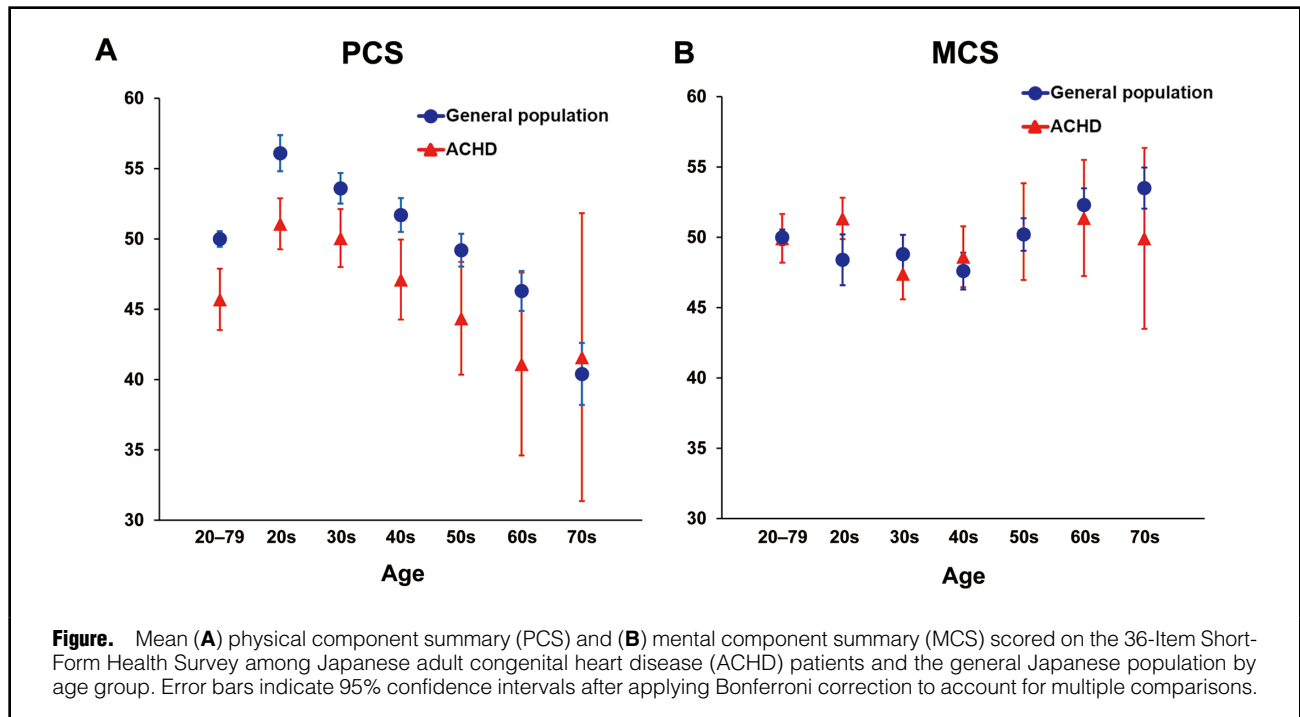 A
PCS
60
55
50
45
40
35
30
General population
ACHD
20–79 20s 30s 40s 50s 60s 70s
Age
B
MCS
60
55
50
45
40
35
30
General population
ACHD
20–79 20s 30s 40s 50s 60s 70s
Age
Figure. Mean (A) physical component summary (PCS) and (B) mental component summary (MCS) scored on the 36-Item Short-
Form Health Survey among Japanese adult congenital heart disease (ACHD) patients and the general Japanese population by
age group. Error bars indicate 95% confidence intervals after applying Bonferroni correction to account for multiple comparisons.